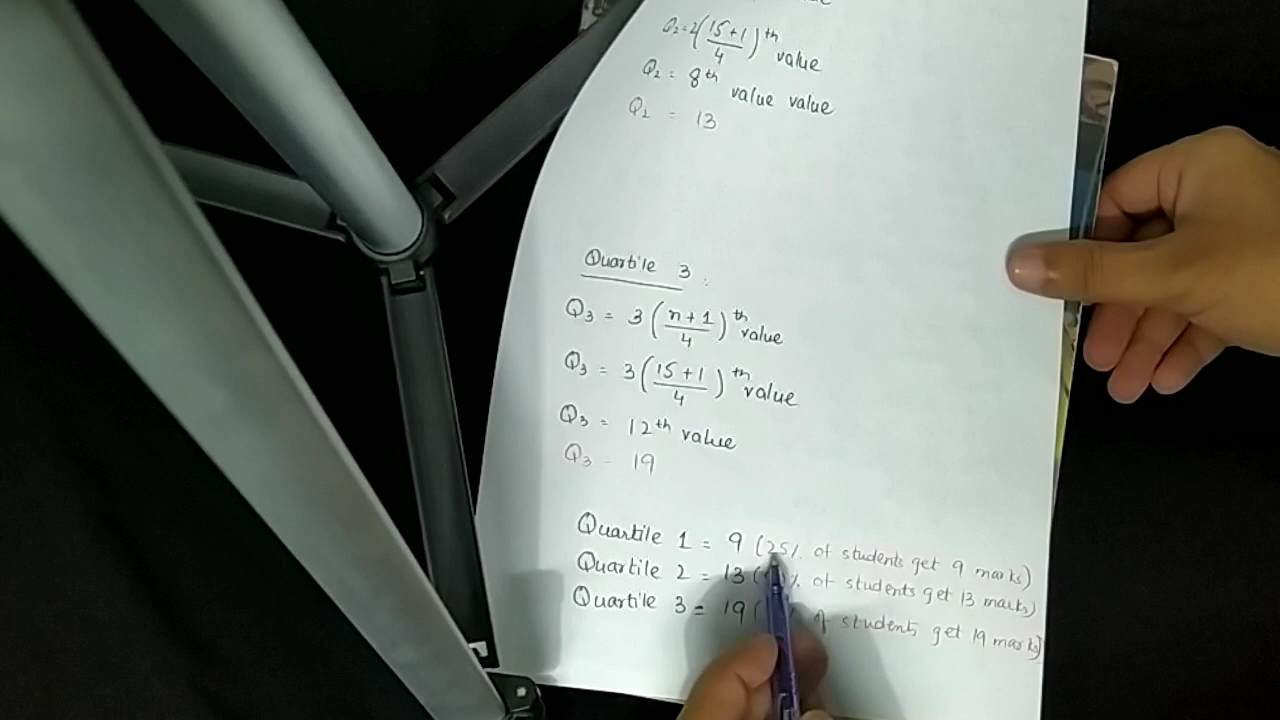 Q₂ = 2(15+1/4)th value
Q₂ = 8th value value
Q₂ = 13
Quartile 3 :
Q₃ = 3(n+1/4)th value
Q₃ = 3(15+1/4)th value
Q₃ = 12th value
Q₃ = 19
Quartile 1 = 9 (25% of students get 9 marks)
Quartile 2 = 13 ( % of students get 13 marks)
Quartile 3 = 19 ( of students get 19 marks)